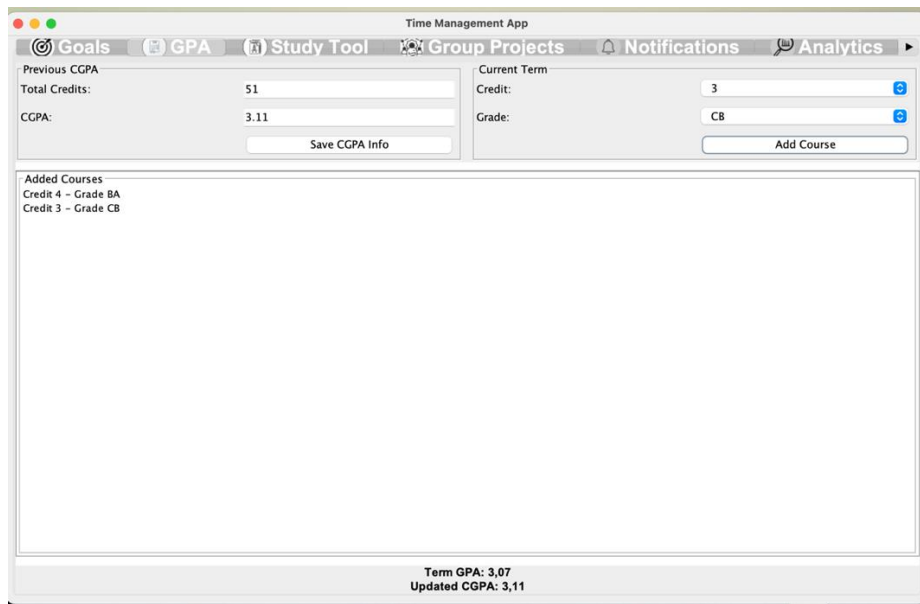 Time Management App
Goals GPA Study Tool Group Projects Notifications Analytics
Previous CGPA
Total Credits: 51
CGPA: 3.11
Save CGPA Info
Current Term
Credit: 3
Grade: CB
Add Course
Added Courses
Credit 4 – Grade BA
Credit 3 – Grade CB
Term GPA: 3,07
Updated CGPA: 3,11